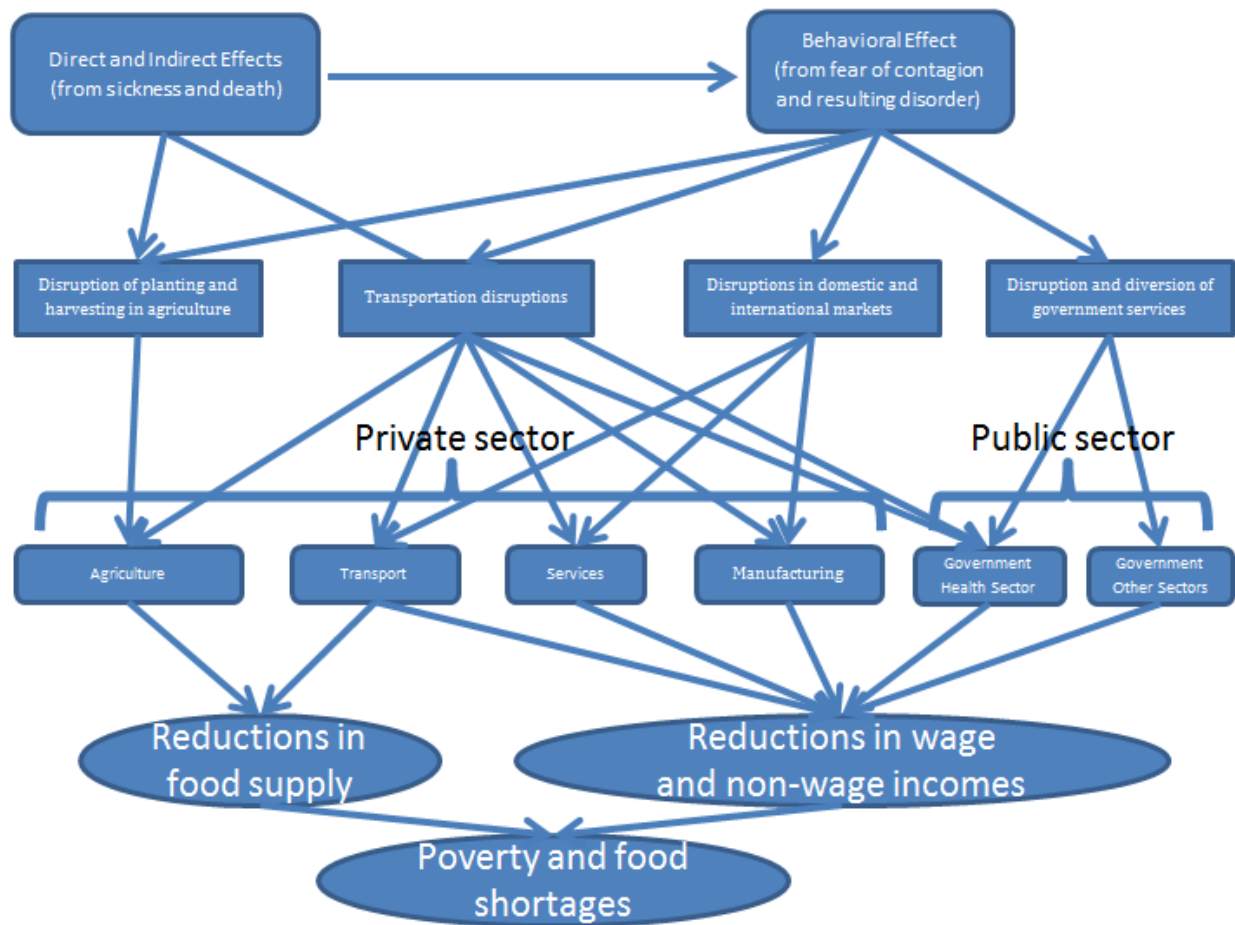 Direct and Indirect Effects
(from sickness and death)
Behavioral Effect
(from fear of contagion
and resulting disorder)
Disruption of planting and
harvesting in agriculture
Transportation disruptions
Disruptions in domestic and
international markets
Disruption and diversion of
government services
Private sector
Public sector
Agriculture
Transport
Services
Manufacturing
Government
Health Sector
Government
Other Sectors
Reductions in
food supply
Reductions in wage
and non-wage incomes
Poverty and food
shortages